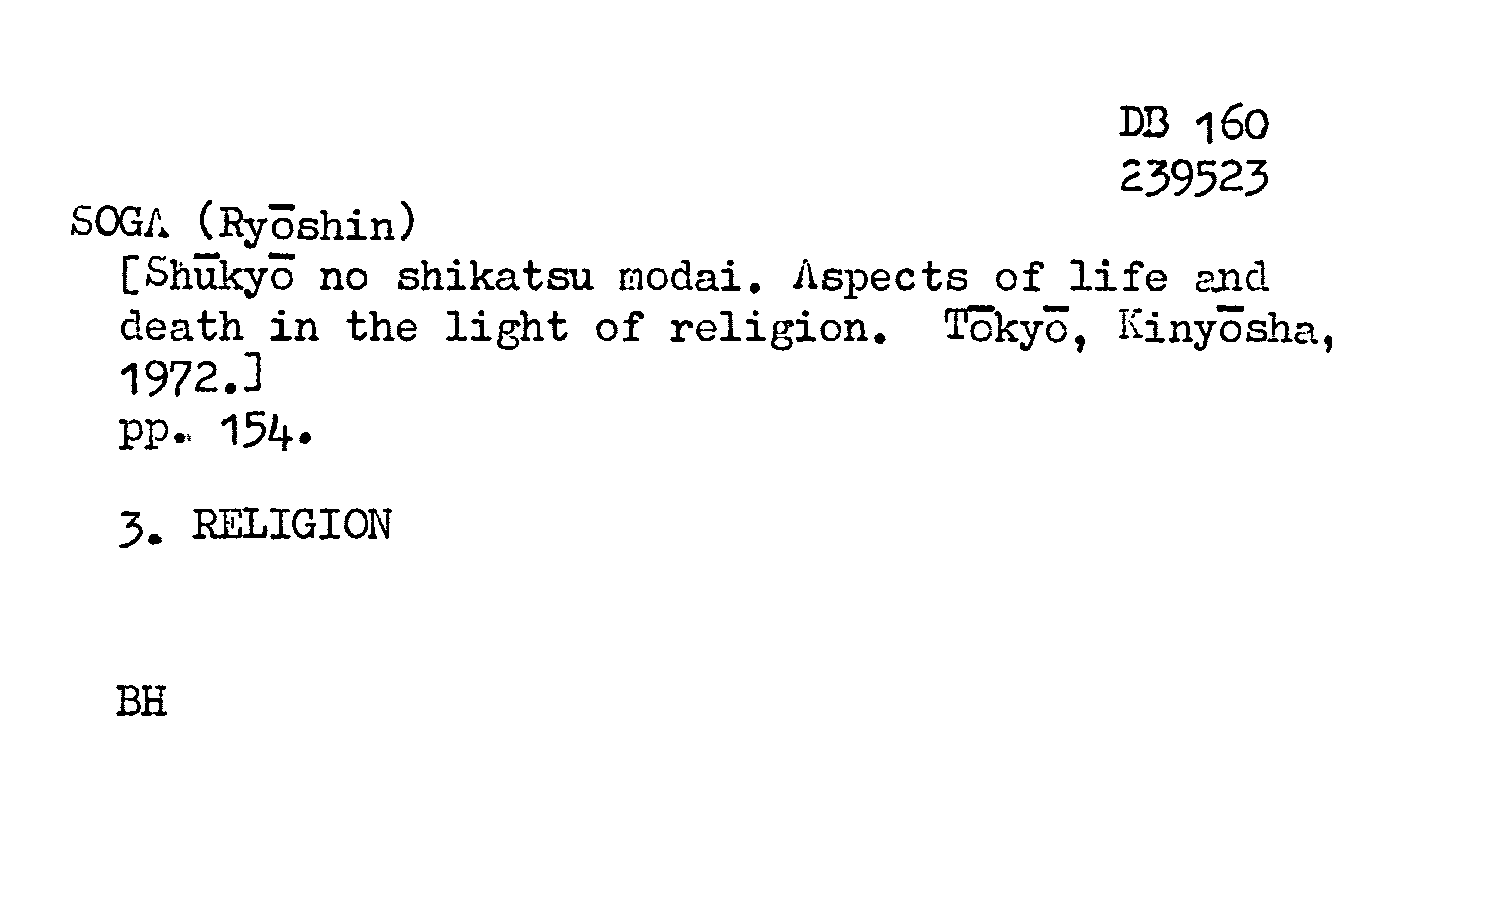 DB 160
239523
SOGA (Ryōshin)
[Shūkyō no shikatsu modai. Aspects of life and
death in the light of religion. Tōkyō, Kinyōsha,
1972.]
pp. 154.
3. RELIGION
BH